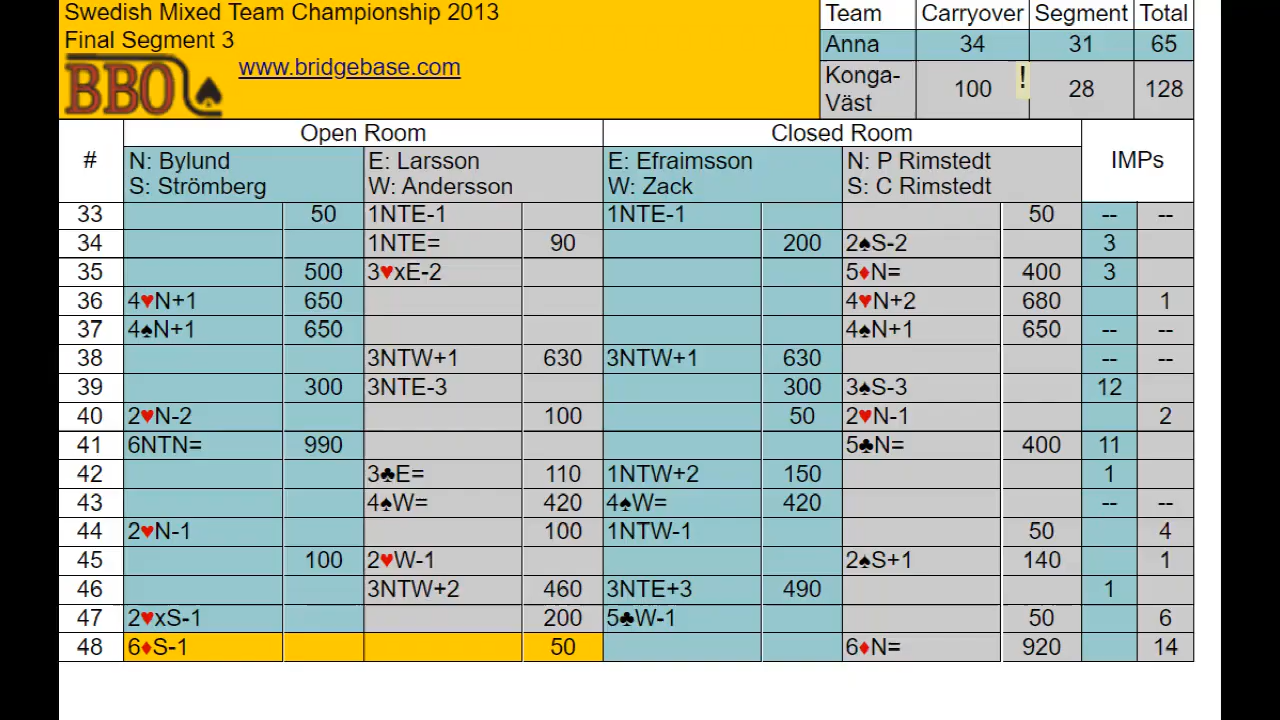 Swedish Mixed Team Championship 2013
Final Segment 3
BBO
www.bridgebase.com
Team Carryover Segment Total
Anna 34 31 65
Konga-
Väst 100 ! 28 128
# Open Room Closed Room IMPs
N: Bylund E: Larsson E: Efraimsson N: P Rimstedt
S: Strömberg W: Andersson W: Zack S: C Rimstedt
33 50 1NTE-1 1NTE-1 50 -- --
34 1NTE= 90 200 2♠S-2 3
35 500 3♥xE-2 5♦N= 400 3
36 4♥N+1 650 4♥N+2 680 1
37 4♠N+1 650 4♠N+1 650 -- --
38 3NTW+1 630 3NTW+1 630 -- --
39 300 3NTE-3 300 3♠S-3 12
40 2♥N-2 100 50 2♥N-1 2
41 6NTN= 990 5♣N= 400 11
42 3♣E= 110 1NTW+2 150 1
43 4♠W= 420 4♠W= 420 -- --
44 2♥N-1 100 1NTW-1 50 4
45 100 2♥W-1 2♠S+1 140 1
46 3NTW+2 460 3NTE+3 490 1
47 2♥xS-1 200 5♣W-1 50 6
48 6♦S-1 50 6♦N= 920 14